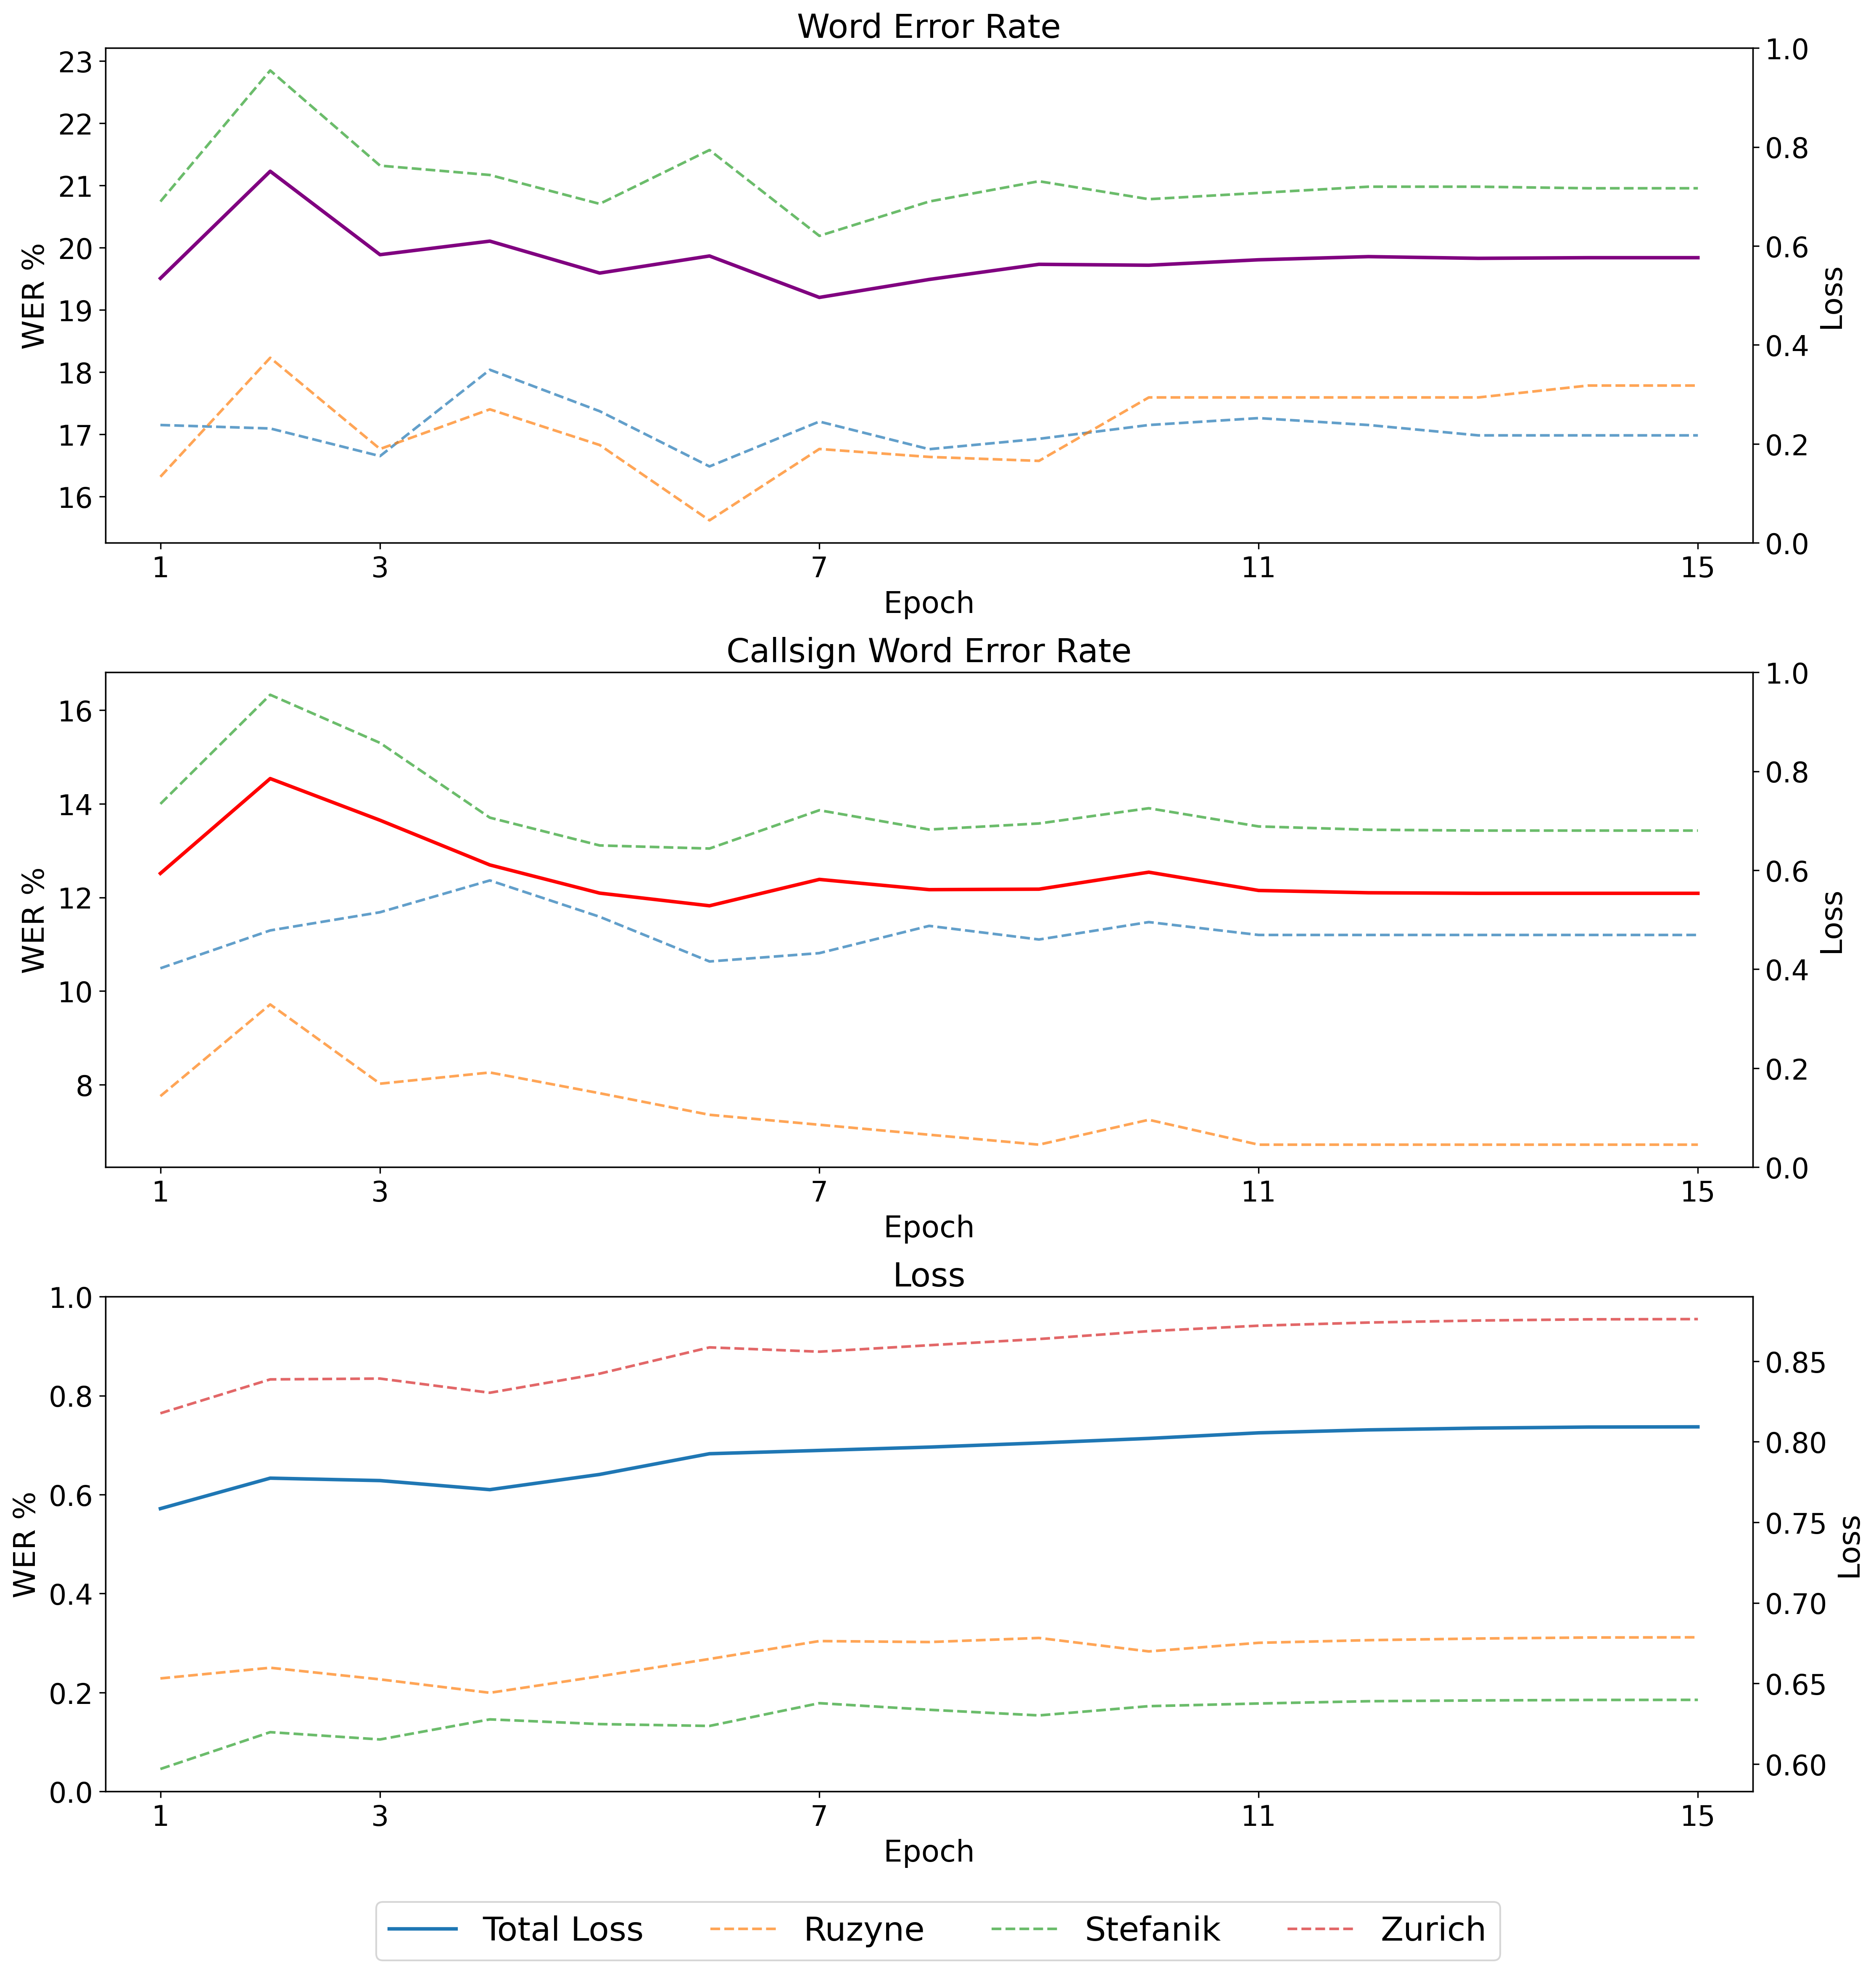 Word Error Rate
23
22
21
20
19
18
17
16
WER %
1.0
0.8
0.6
0.4
0.2
0.0
Loss
1 3 7 11 15
Epoch
Callsign Word Error Rate
16
14
12
10
8
WER %
1.0
0.8
0.6
0.4
0.2
0.0
Loss
1 3 7 11 15
Epoch
Loss
1.0
0.8
0.6
0.4
0.2
0.0
WER %
0.85
0.80
0.75
0.70
0.65
0.60
Loss
1 3 7 11 15
Epoch
Total Loss Ruzyne Stefanik Zurich